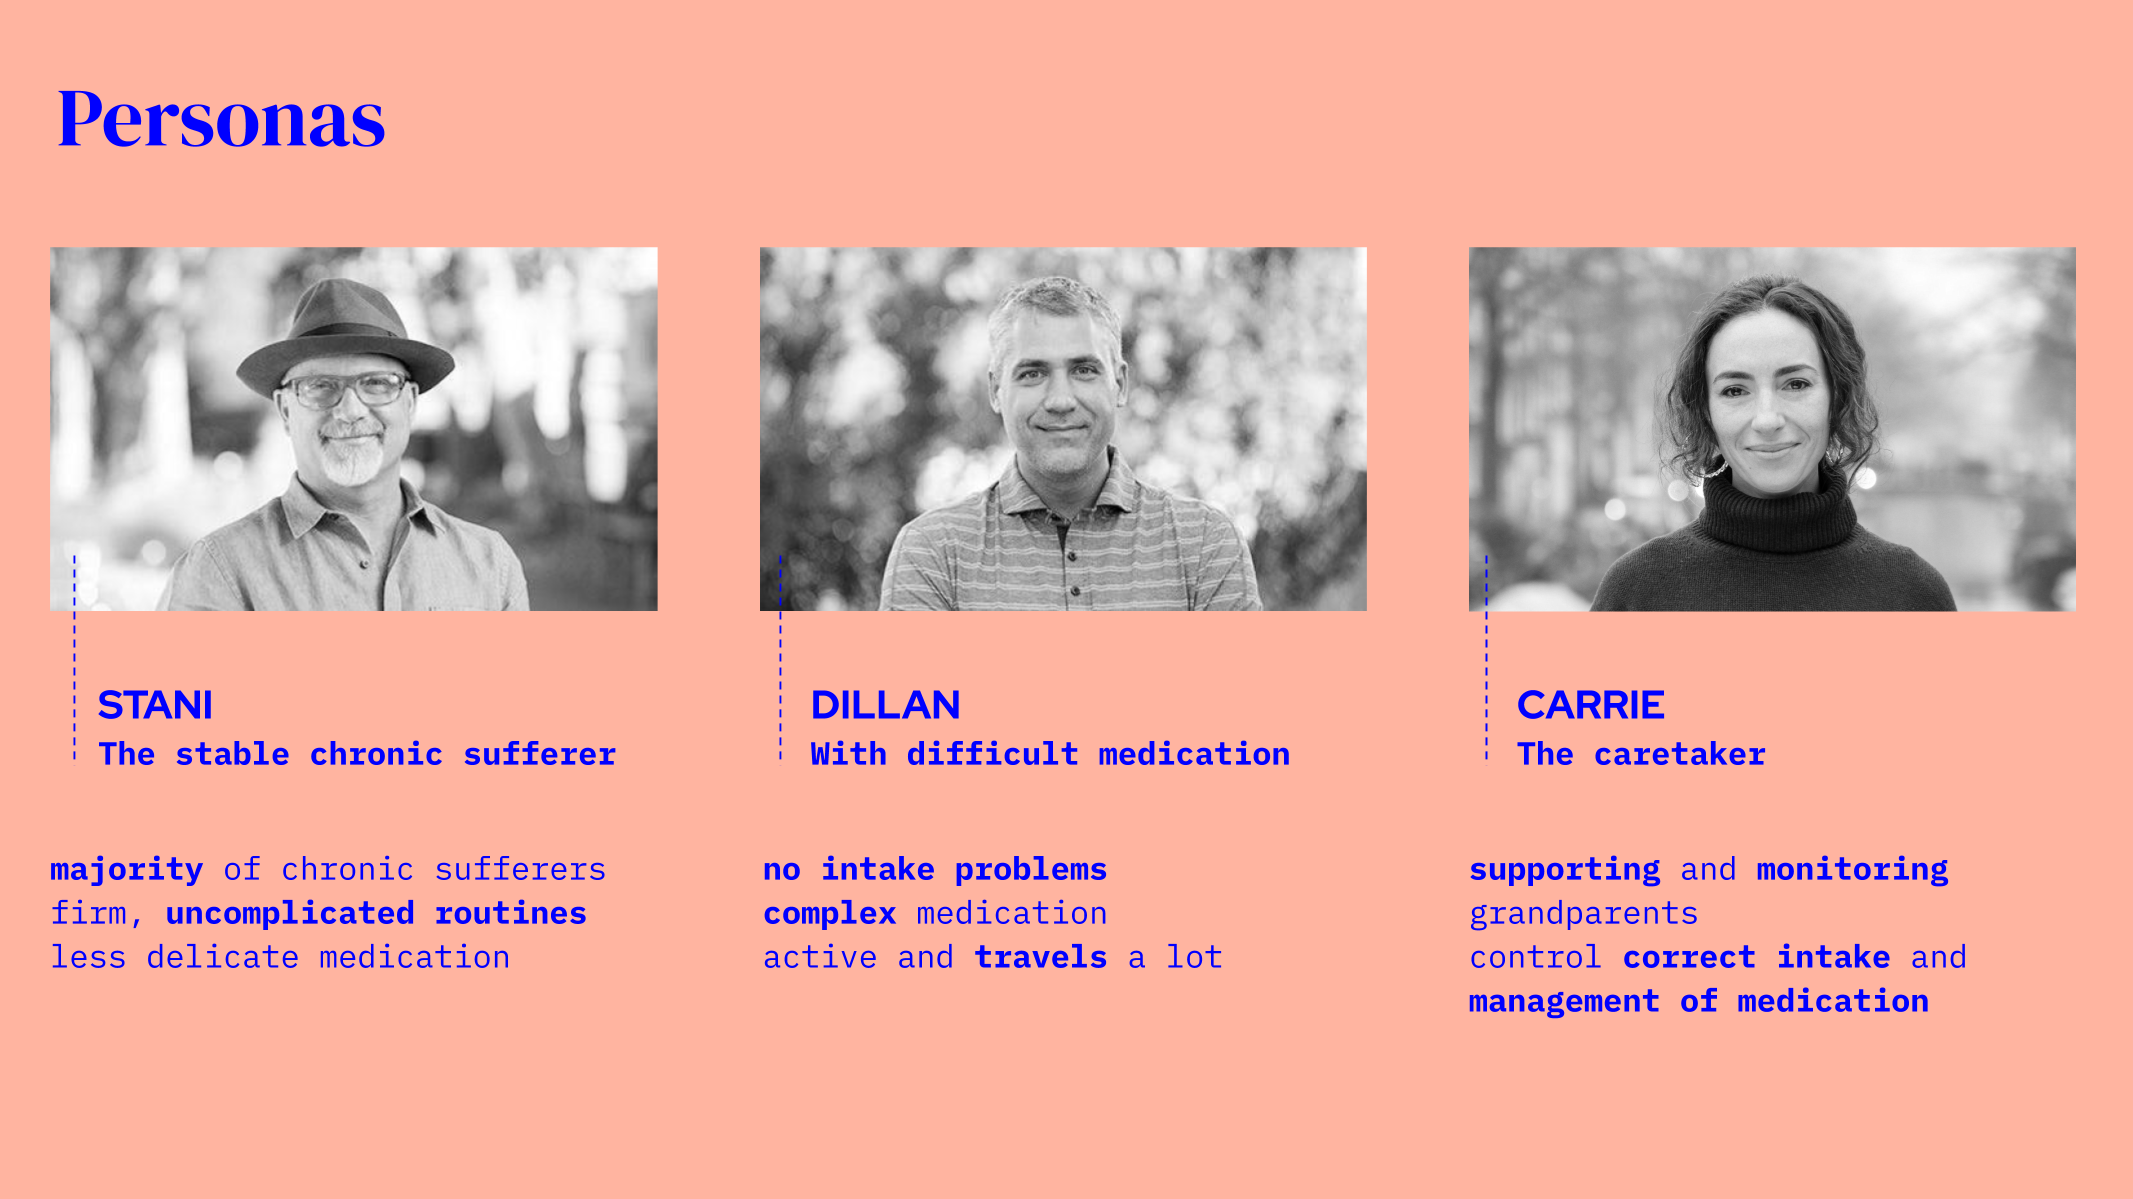 Personas
STANI
The stable chronic sufferer
majority of chronic sufferers
firm, uncomplicated routines
less delicate medication
DILLAN
With difficult medication
no intake problems
complex medication
active and travels a lot
CARRIE
The caretaker
supporting and monitoring
grandparents
control correct intake and
management of medication